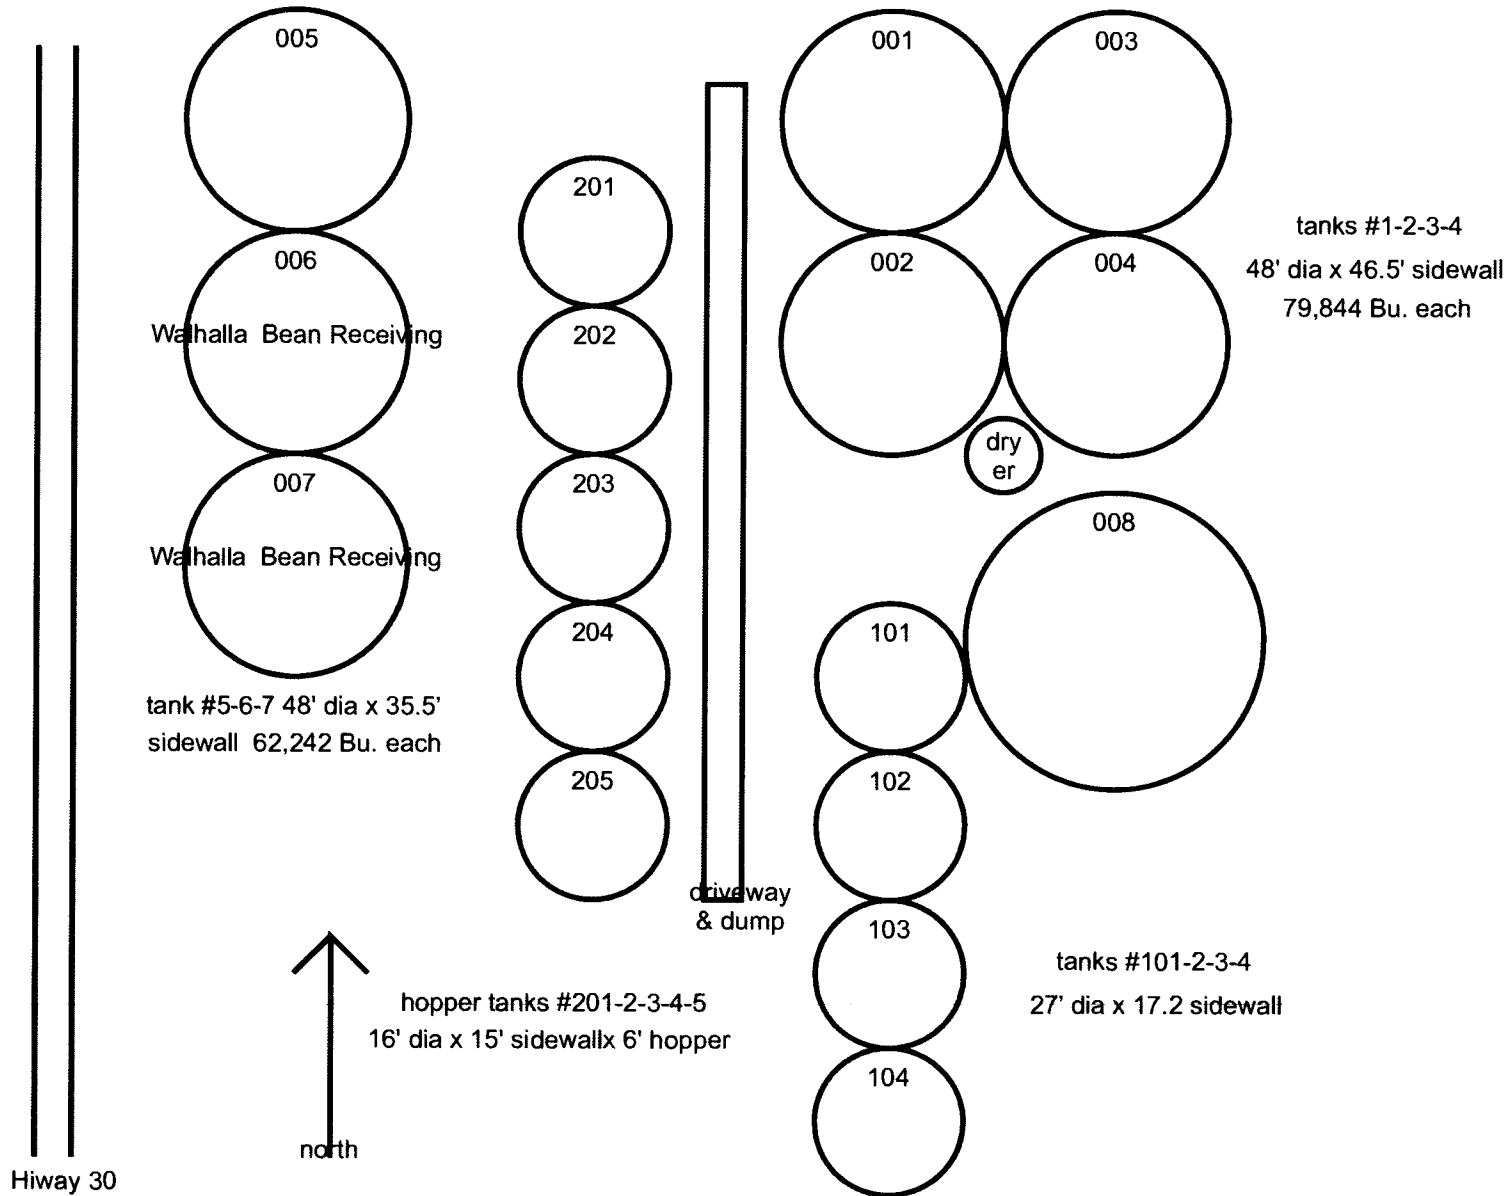 005
001
003
201
tanks #1-2-3-4
48' dia x 46.5' sidewall
79,844 Bu. each
006
002
004
Walhalla Bean Receiving
202
dry
er
007
203
008
Walhalla Bean Receiving
204
101
tank #5-6-7 48' dia x 35.5'
sidewall 62,242 Bu. each
205
102
driveway
& dump
103
tanks #101-2-3-4
27' dia x 17.2 sidewall
hopper tanks #201-2-3-4-5
16' dia x 15' sidewallx 6' hopper
104
north
Hiway 30